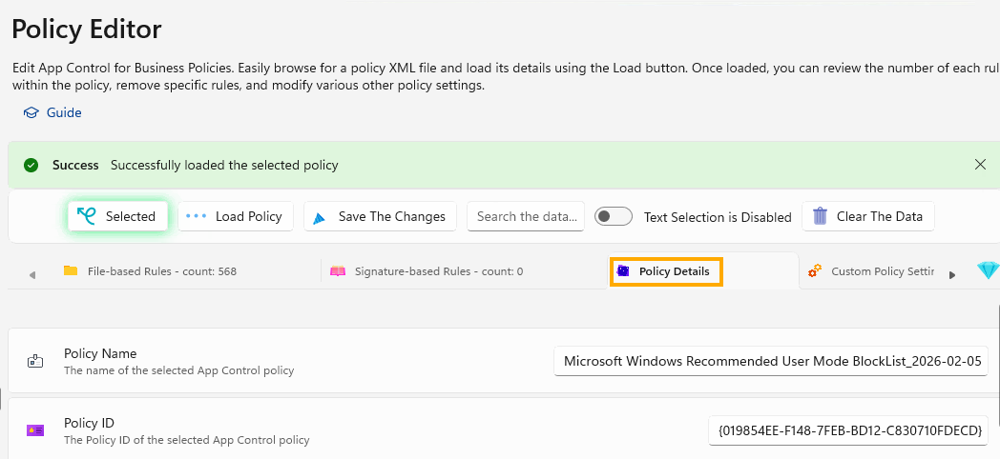 Policy Editor
Edit App Control for Business Policies. Easily browse for a policy XML file and load its details using the Load button. Once loaded, you can review the number of each rul
within the policy, remove specific rules, and modify various other policy settings.
Guide
Success Successfully loaded the selected policy
Selected Load Policy Save The Changes Search the data... Text Selection is Disabled Clear The Data
File-based Rules - count: 568 Signature-based Rules - count: 0 Policy Details Custom Policy Settin
Policy Name
The name of the selected App Control policy
Microsoft Windows Recommended User Mode BlockList_2026-02-05
Policy ID
The Policy ID of the selected App Control policy
{019854EE-F148-7FEB-BD12-C830710FDECD}